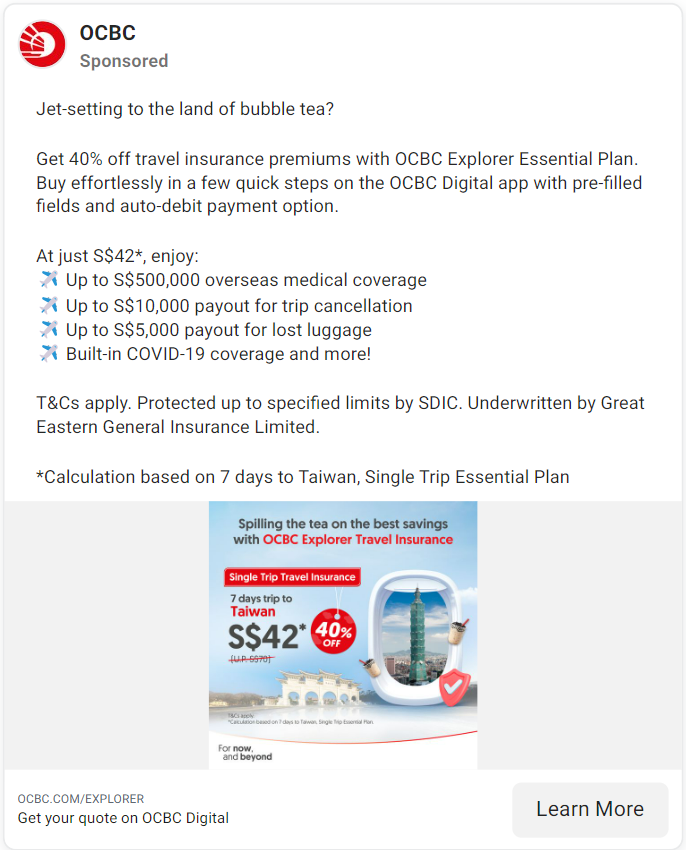 OCBC
Sponsored
Jet-setting to the land of bubble tea?
Get 40% off travel insurance premiums with OCBC Explorer Essential Plan.
Buy effortlessly in a few quick steps on the OCBC Digital app with pre-filled
fields and auto-debit payment option.
At just S$42*, enjoy:
✈️ Up to S$500,000 overseas medical coverage
✈️ Up to S$10,000 payout for trip cancellation
✈️ Up to S$5,000 payout for lost luggage
✈️ Built-in COVID-19 coverage and more!
T&Cs apply. Protected up to specified limits by SDIC. Underwritten by Great
Eastern General Insurance Limited.
*Calculation based on 7 days to Taiwan, Single Trip Essential Plan
Spilling the tea on the best savings
with OCBC Explorer Travel Insurance
Single Trip Travel Insurance
7 days trip to
Taiwan
S$42*
40%
OFF
(U.P. S$70)
T&Cs apply.
*Calculation based on 7 days to Taiwan, Single Trip Essential Plan.
For now,
and beyond
OCBC.COM/EXPLORER
Get your quote on OCBC Digital
Learn More